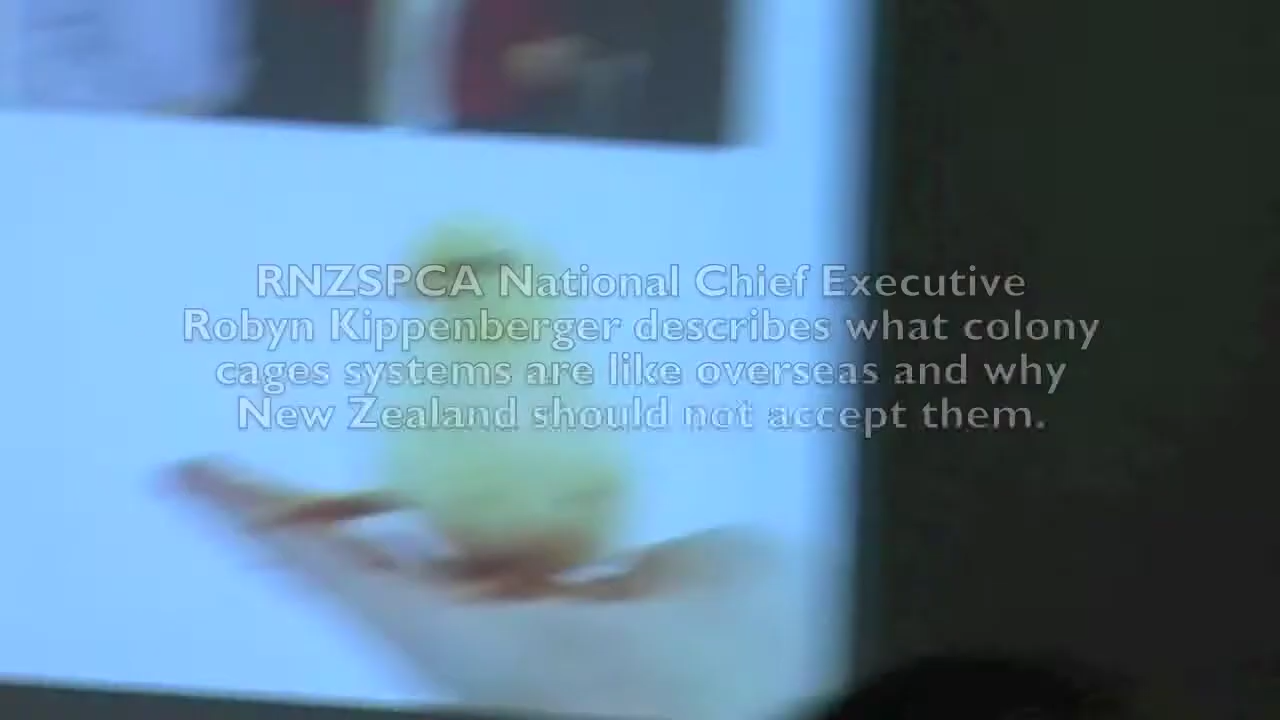 RNZSPCA National Chief Executive
Robyn Kippenberger describes what colony
cages systems are like overseas and why
New Zealand should not accept them.